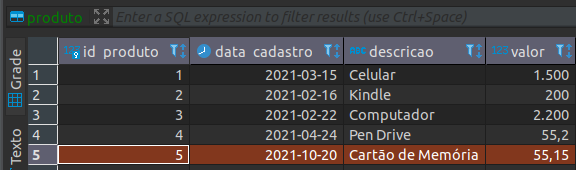 produto Enter a SQL expression to filter results (use Ctrl+Space)
Grade
Texto
123 id_produto data_cadastro ABC descricao 123 valor
1 1 2021-03-15 Celular 1.500
2 2 2021-02-16 Kindle 200
3 3 2021-02-22 Computador 2.200
4 4 2021-04-24 Pen Drive 55,2
5 5 2021-10-20 Cartão de Memória 55,15